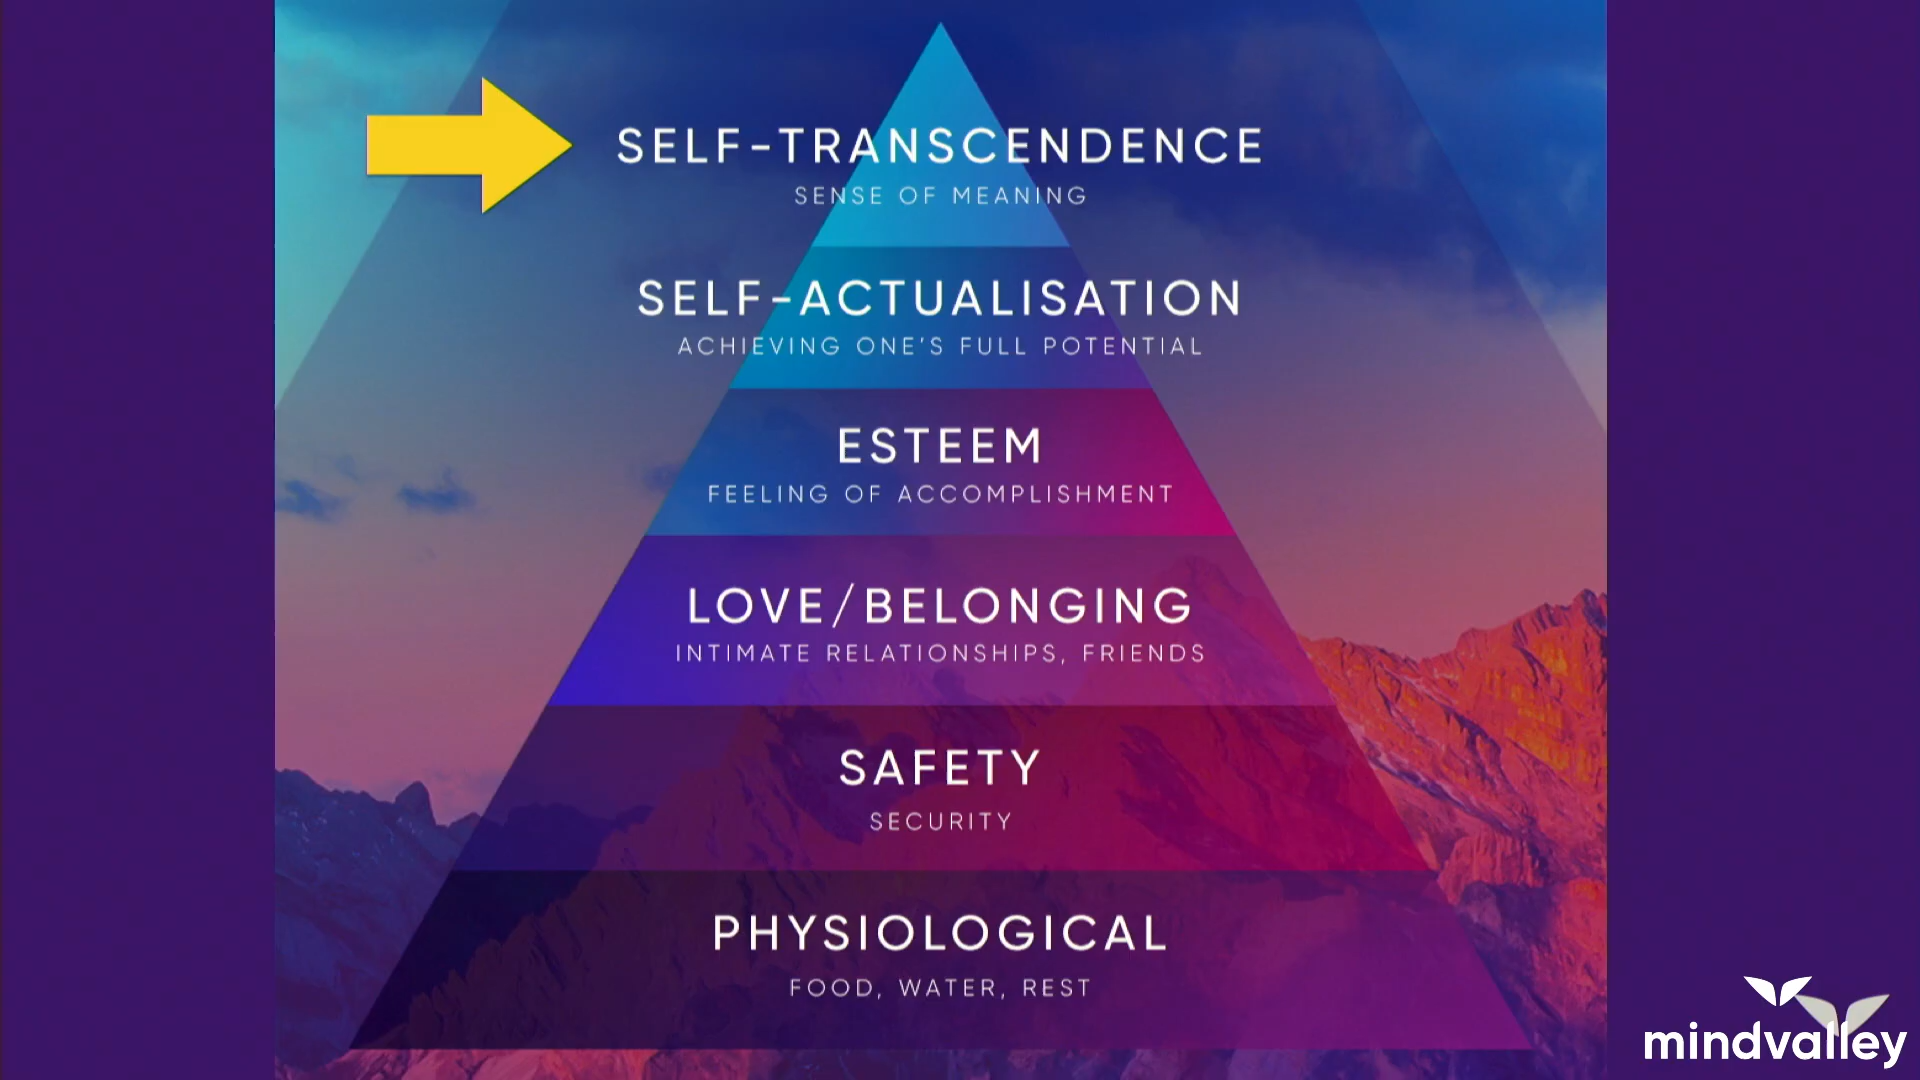 SELF-TRANSCENDENCE
SENSE OF MEANING
SELF-ACTUALISATION
ACHIEVING ONE'S FULL POTENTIAL
ESTEEM
FEELING OF ACCOMPLISHMENT
LOVE/BELONGING
INTIMATE RELATIONSHIPS, FRIENDS
SAFETY
SECURITY
PHYSIOLOGICAL
FOOD, WATER, REST
mindvalley